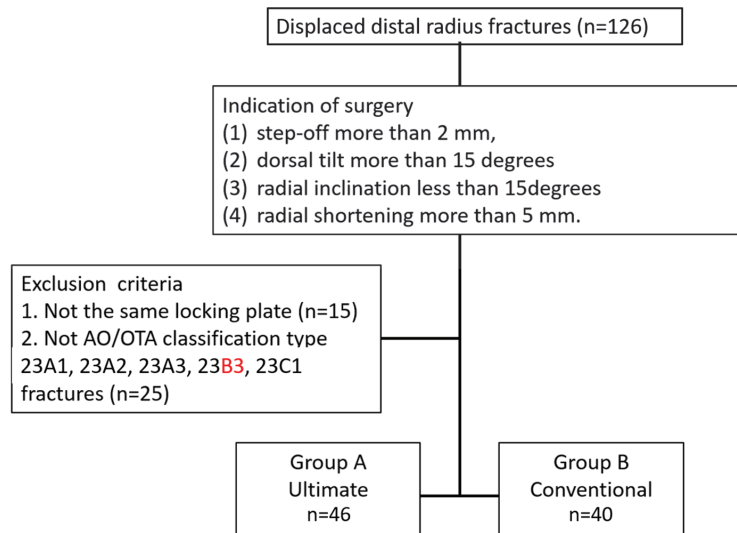 Displaced distal radius fractures (n=126)
Indication of surgery
(1) step-off more than 2 mm,
(2) dorsal tilt more than 15 degrees
(3) radial inclination less than 15degrees
(4) radial shortening more than 5 mm.
Exclusion criteria
1. Not the same locking plate (n=15)
2. Not AO/OTA classification type
23A1, 23A2, 23A3, 23B3, 23C1
fractures (n=25)
Group A
Ultimate
n=46
Group B
Conventional
n=40